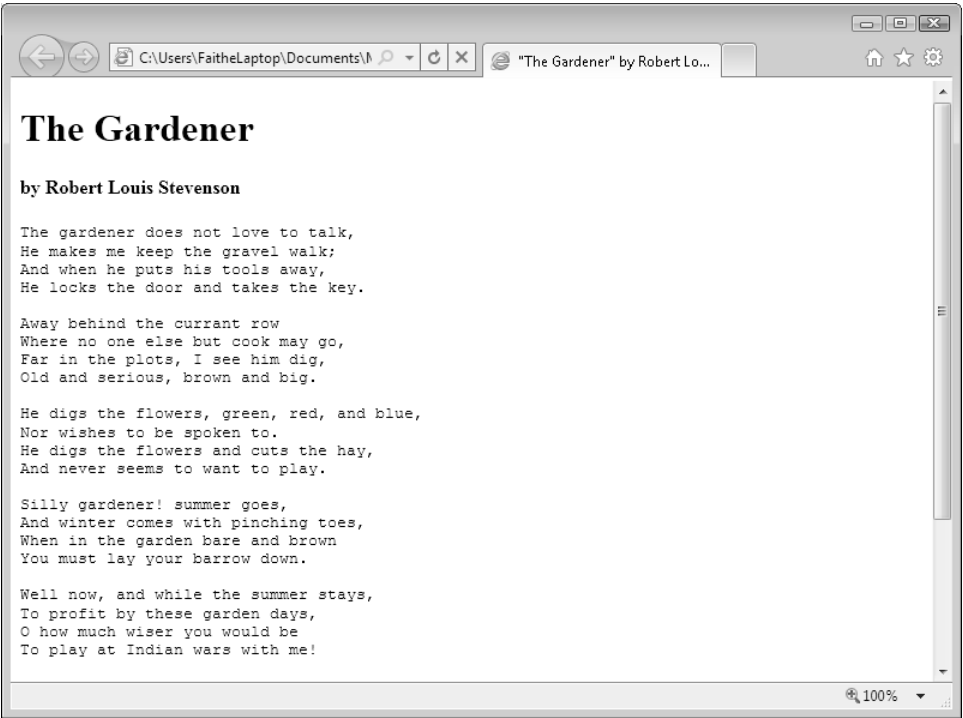 C:\Users\FaitheLaptop\Documents\
"The Gardener" by Robert Lo...
The Gardener
by Robert Louis Stevenson
The gardener does not love to talk,
He makes me keep the gravel walk;
And when he puts his tools away,
He locks the door and takes the key.
Away behind the currant row
Where no one else but cook may go,
Far in the plots, I see him dig,
Old and serious, brown and big.
He digs the flowers, green, red, and blue,
Nor wishes to be spoken to.
He digs the flowers and cuts the hay,
And never seems to want to play.
Silly gardener! summer goes,
And winter comes with pinching toes,
When in the garden bare and brown
You must lay your barrow down.
Well now, and while the summer stays,
To profit by these garden days,
O how much wiser you would be
To play at Indian wars with me!
100%